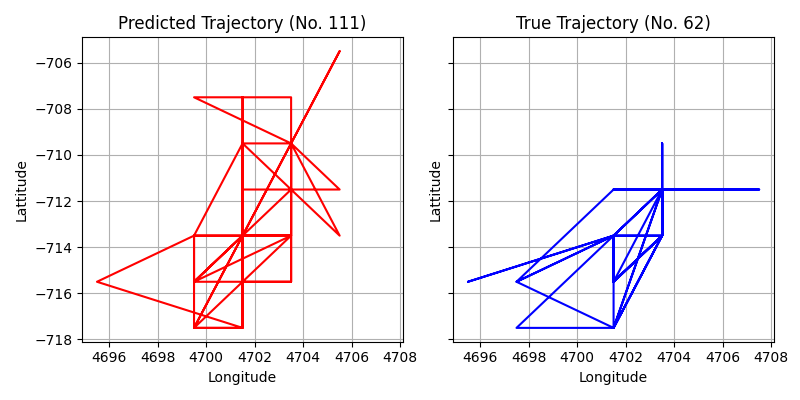 Predicted Trajectory (No. 111)
True Trajectory (No. 62)
Lattitude
−706
−708
−710
−712
−714
−716
−718
4696 4698 4700 4702 4704 4706 4708
Longitude
Lattitude
4696 4698 4700 4702 4704 4706 4708
Longitude